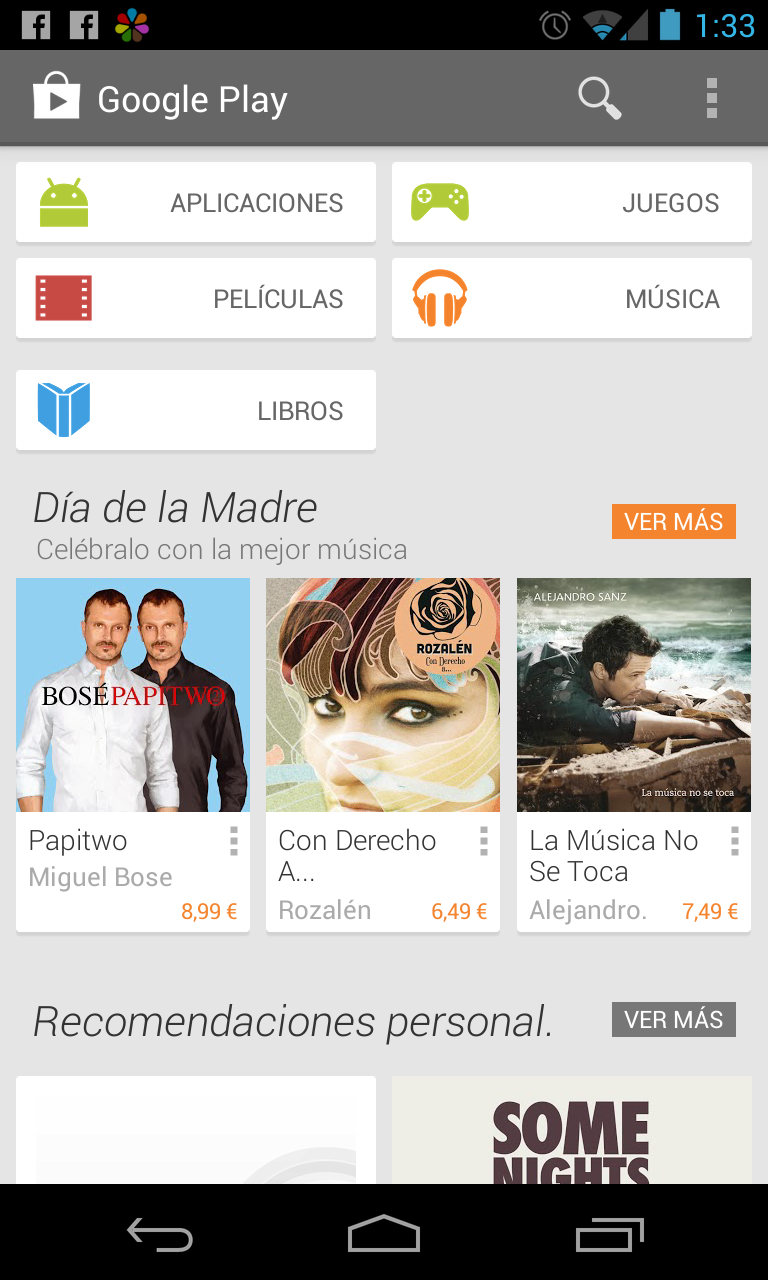 1:33
Google Play
APLICACIONES
JUEGOS
PELÍCULAS
MÚSICA
LIBROS
Día de la Madre
VER MÁS
Celébralo con la mejor música
BOSÉPAPITWO
ROZALÉN
Con Derecho
a...
ALEJANDRO SANZ
La música no se toca
Papitwo
Miguel Bose
8,99 €
Con Derecho
A...
Rozalén
6,49 €
La Música No
Se Toca
Alejandro.
7,49 €
Recomendaciones personal.
VER MÁS
SOME
NIGHTS